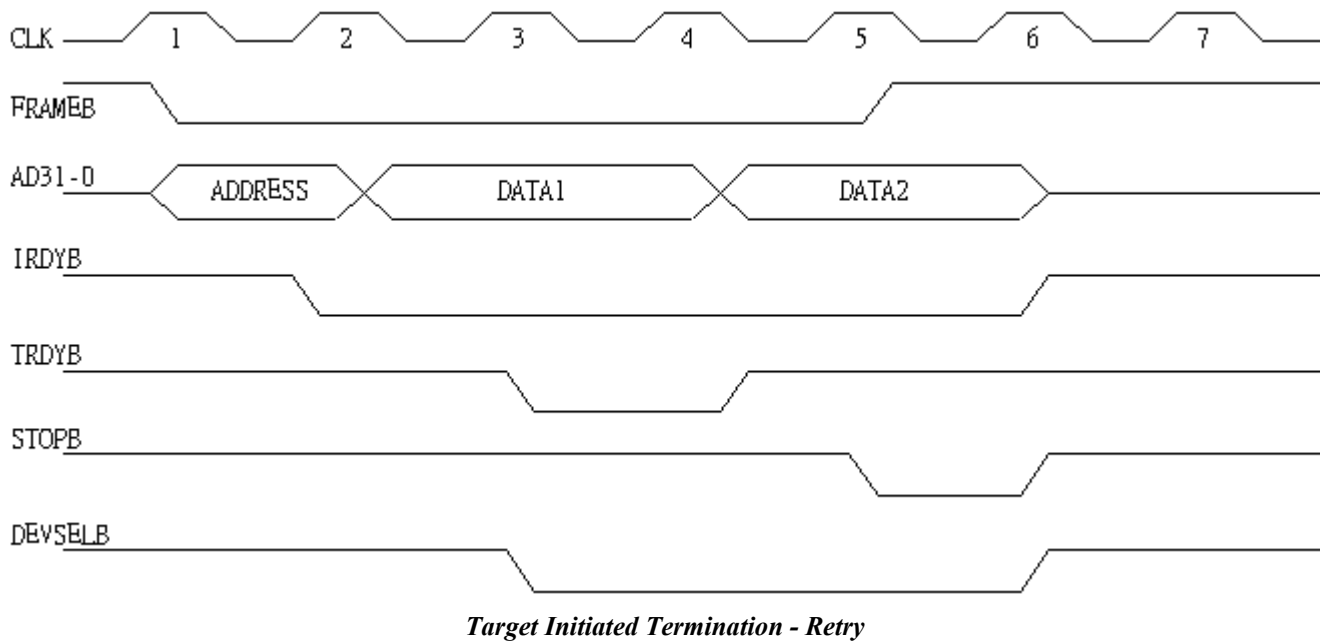 CLK 1 2 3 4 5 6 7
FRAMEB
AD31-0 ADDRESS DATA1 DATA2
IRDYB
TRDYB
STOPB
DEVSELB
Target Initiated Termination - Retry